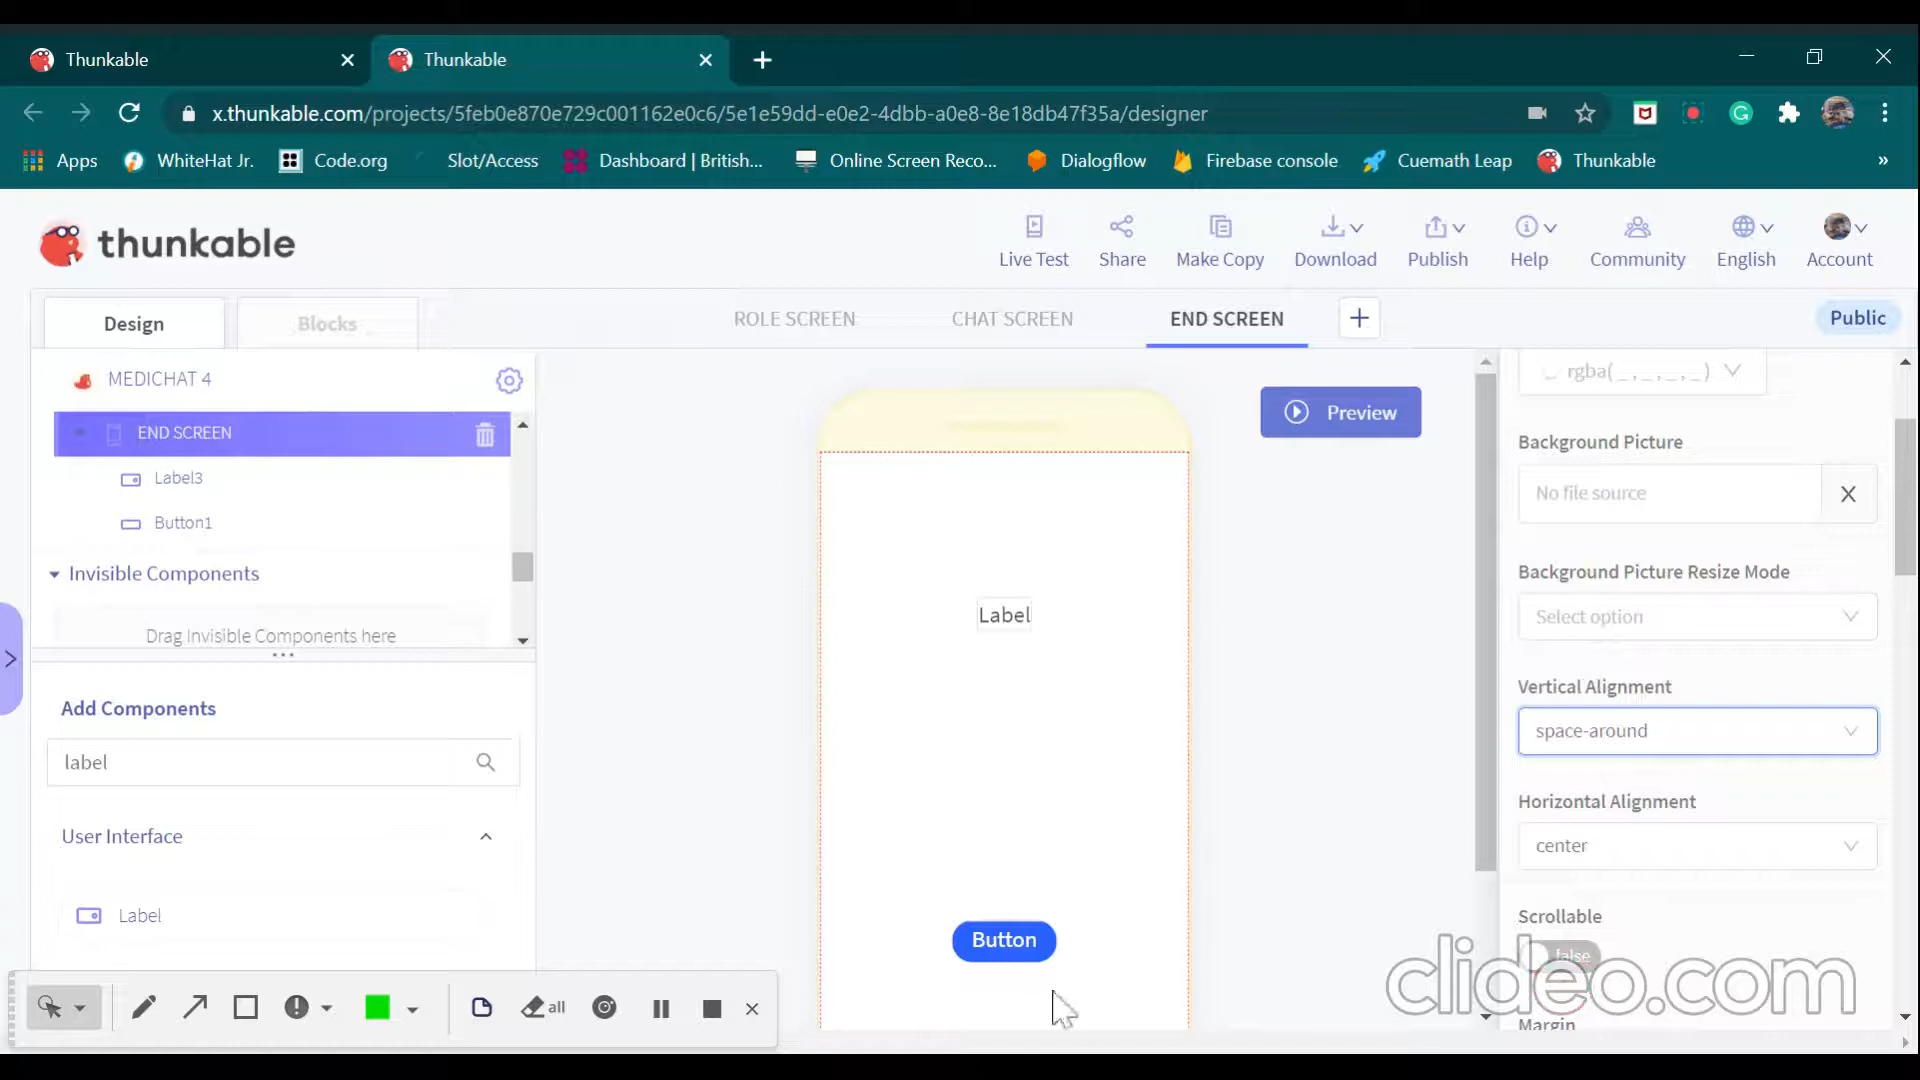 Thunkable
Thunkable
x.thunkable.com/projects/5feb0e870e729c001162e0c6/5e1e59dd-e0e2-4dbb-a0e8-8e18db47f35a/designer
Apps WhiteHat Jr. Code.org Slot/Access Dashboard | British... Online Screen Reco... Dialogflow Firebase console Cuemath Leap Thunkable »
thunkable
Live Test Share Make Copy Download Publish Help Community English Account
Design Blocks ROLE SCREEN CHAT SCREEN END SCREEN + Public
MEDICHAT 4
END SCREEN
Label3
Button1
Invisible Components
Drag Invisible Components here
Add Components
label
User Interface
Label
all
Preview
Label
Button
rgba(_,_,_,_)
Background Picture
No file source X
Background Picture Resize Mode
Select option
Vertical Alignment
space-around
Horizontal Alignment
center
Scrollable
false
Margin
clideo.com